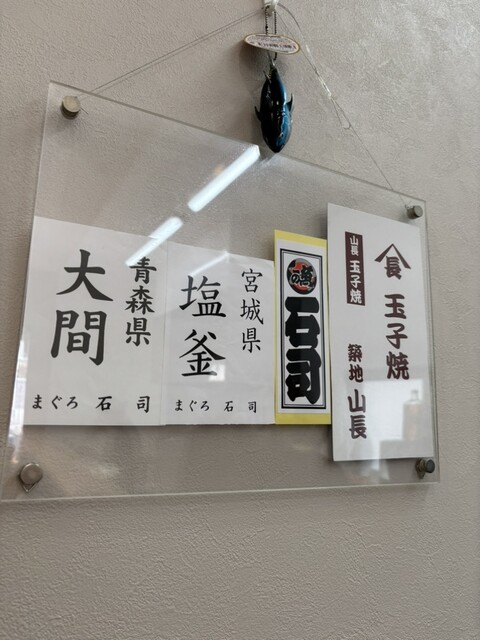 青森県
大間
まぐろ 石司
宮城県
塩釜
まぐろ 石司
石司
長 玉子焼
山長 玉子焼
築地 山長